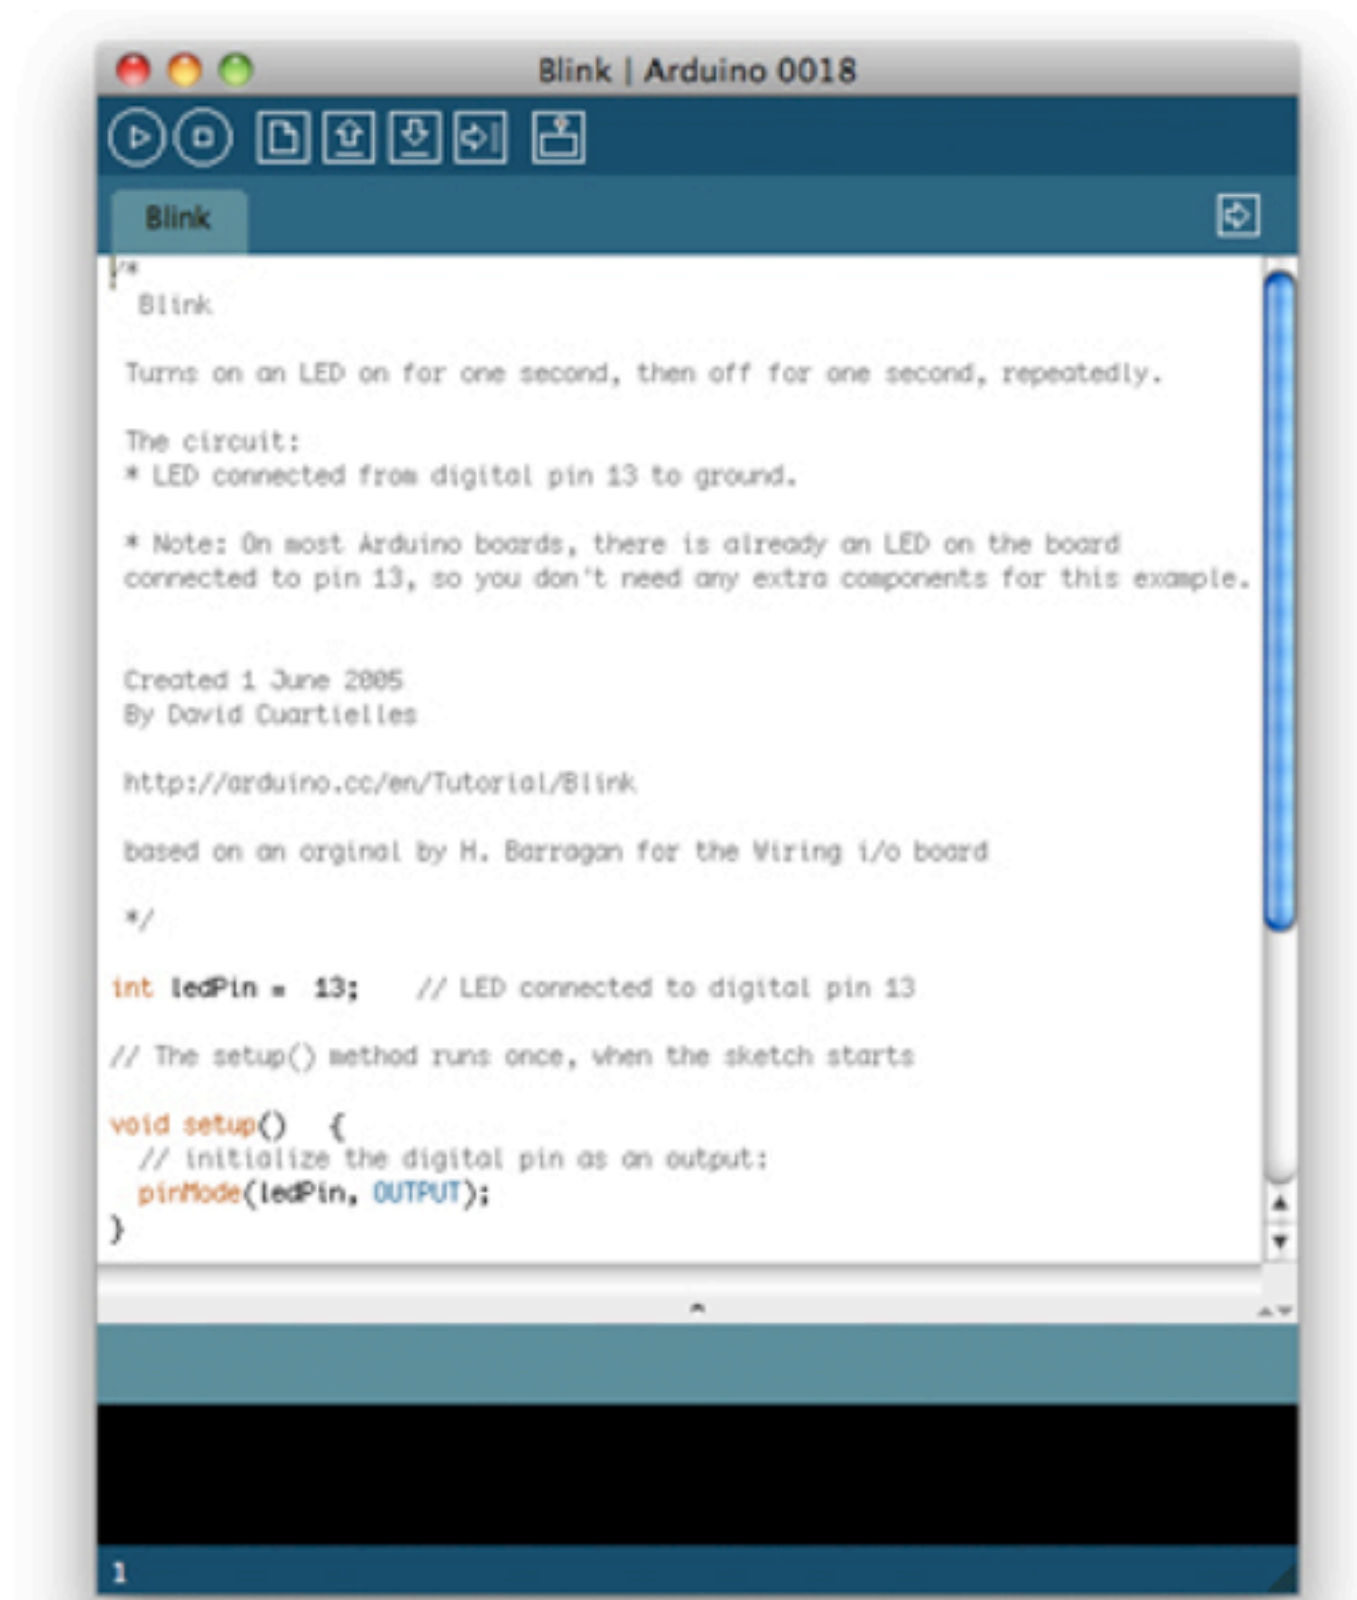 Blink | Arduino 0018
Blink
/*
Blink
Turns on an LED on for one second, then off for one second, repeatedly.
The circuit:
* LED connected from digital pin 13 to ground.
* Note: On most Arduino boards, there is already an LED on the board
connected to pin 13, so you don't need any extra components for this example.
Created 1 June 2005
By David Cuartielles
http://arduino.cc/en/Tutorial/Blink
based on an orginal by H. Barragan for the Wiring i/o board
*/
int ledPin =  13;    // LED connected to digital pin 13
// The setup() method runs once, when the sketch starts
void setup()   {
// initialize the digital pin as an output:
pinMode(ledPin, OUTPUT);
}
1